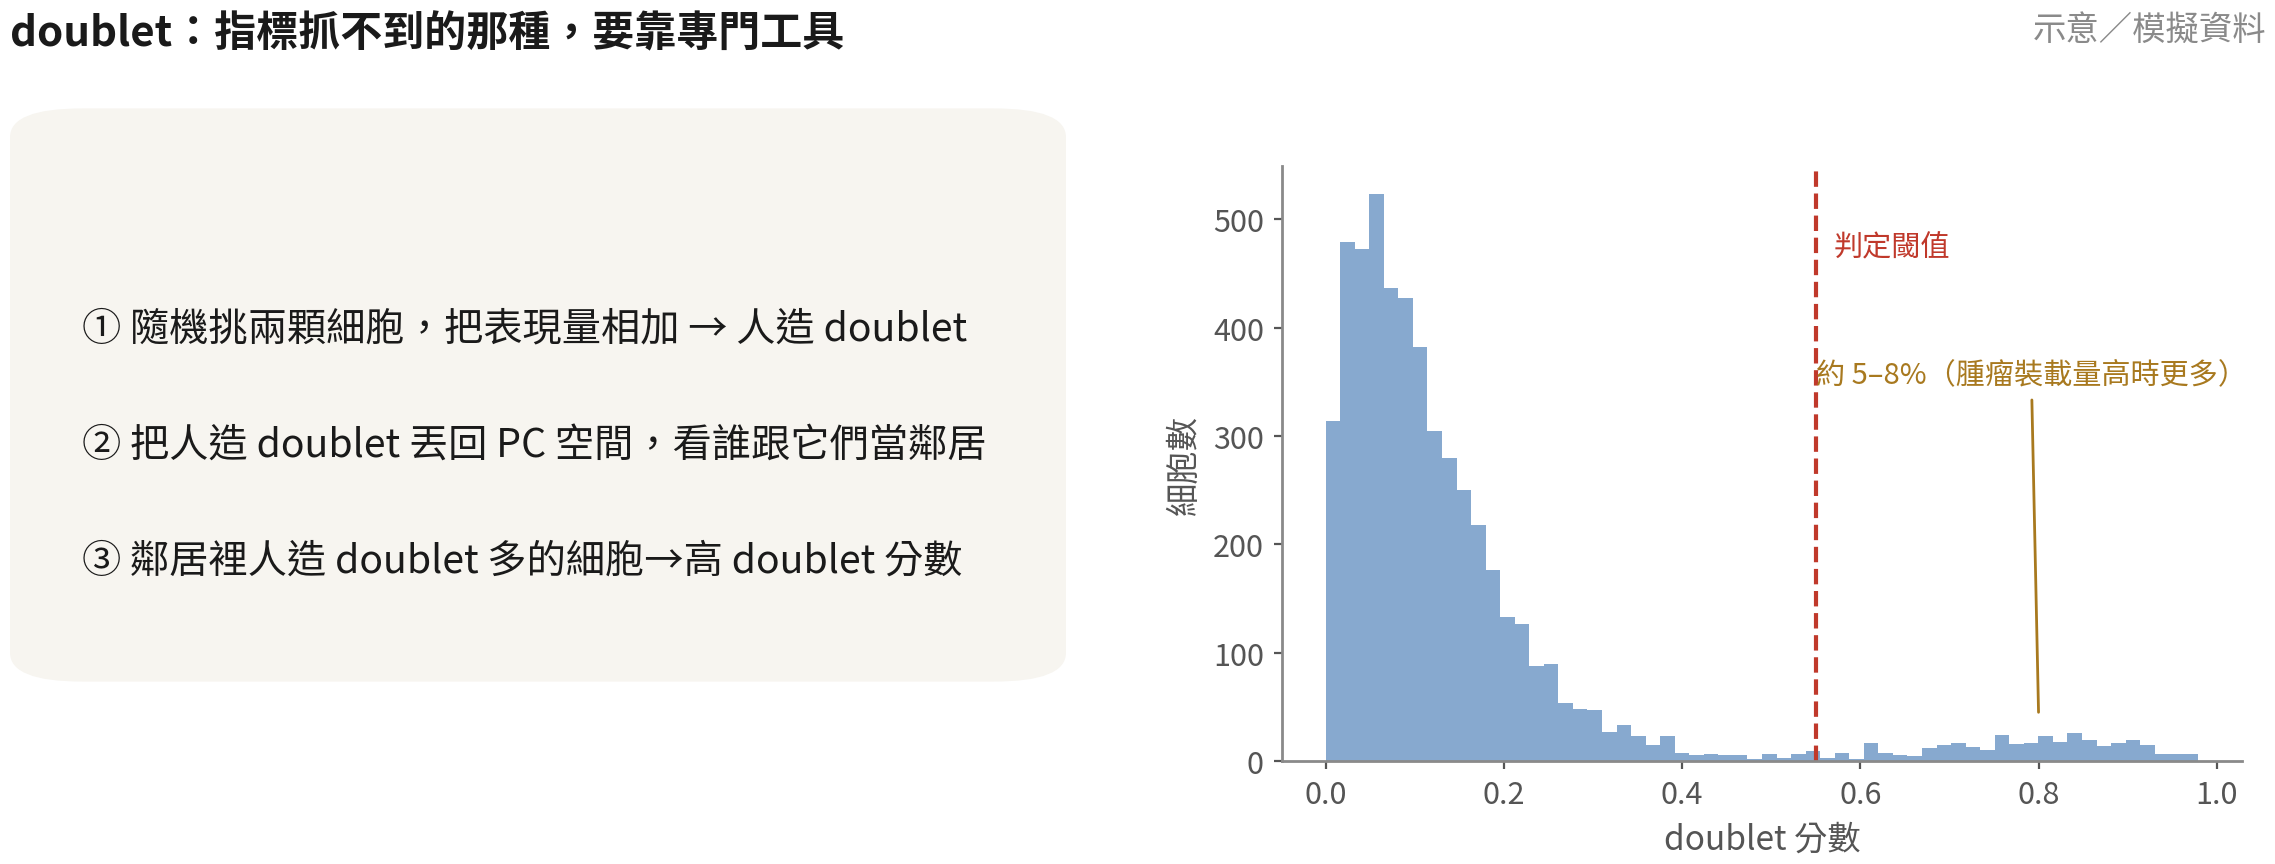 doublet：指標抓不到的那種，要靠專門工具
示意／模擬資料
① 隨機挑兩顆細胞，把表現量相加 → 人造 doublet
② 把人造 doublet 丟回 PC 空間，看誰跟它們當鄰居
③ 鄰居裡人造 doublet 多的細胞→高 doublet 分數
判定閾值
約 5–8%（腫瘤裝載量高時更多）
細胞數
500
400
300
200
100
0
0.0
0.2
0.4
0.6
0.8
1.0
doublet 分數